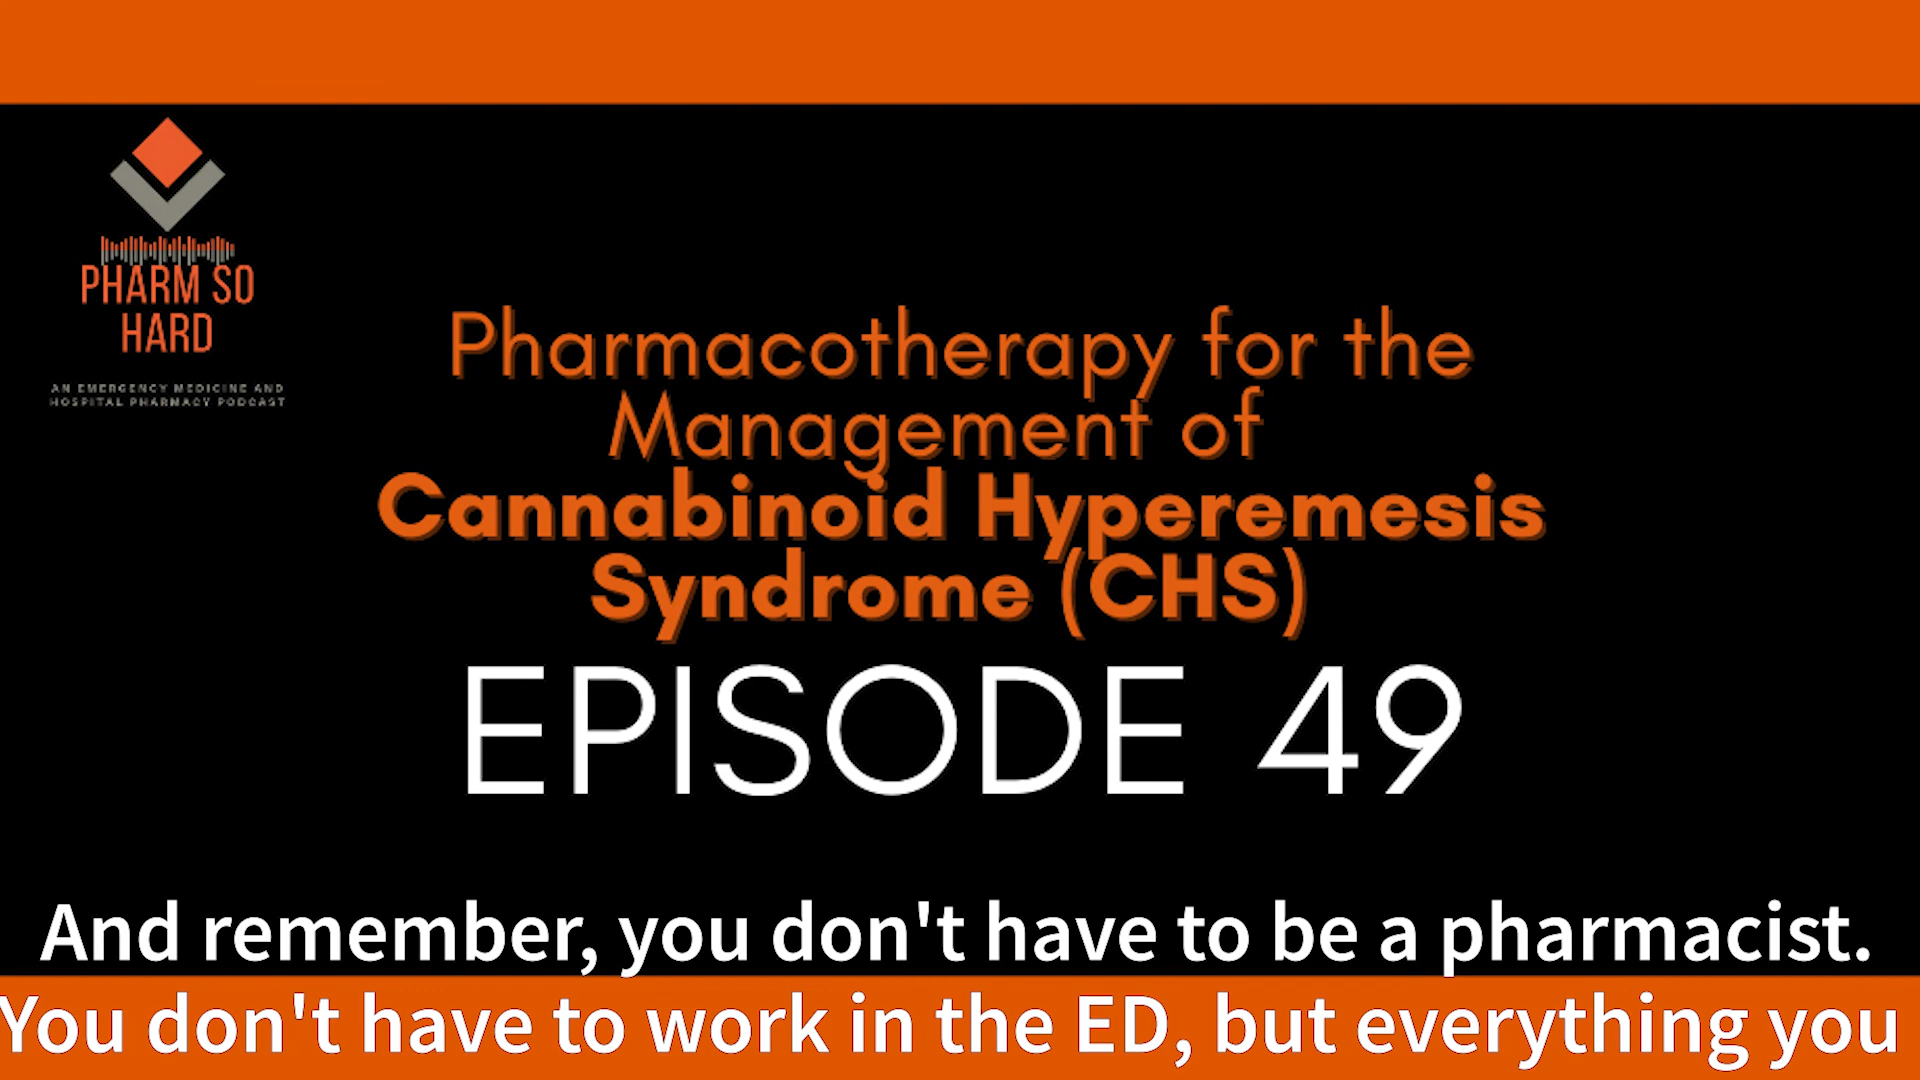 PHARM SO
HARD
AN EMERGENCY MEDICINE AND
HOSPITAL PHARMACY PODCAST
Pharmacotherapy for the
Management of
Cannabinoid Hyperemesis
Syndrome (CHS)
EPISODE 49
And remember, you don't have to be a pharmacist.
You don't have to work in the ED, but everything you